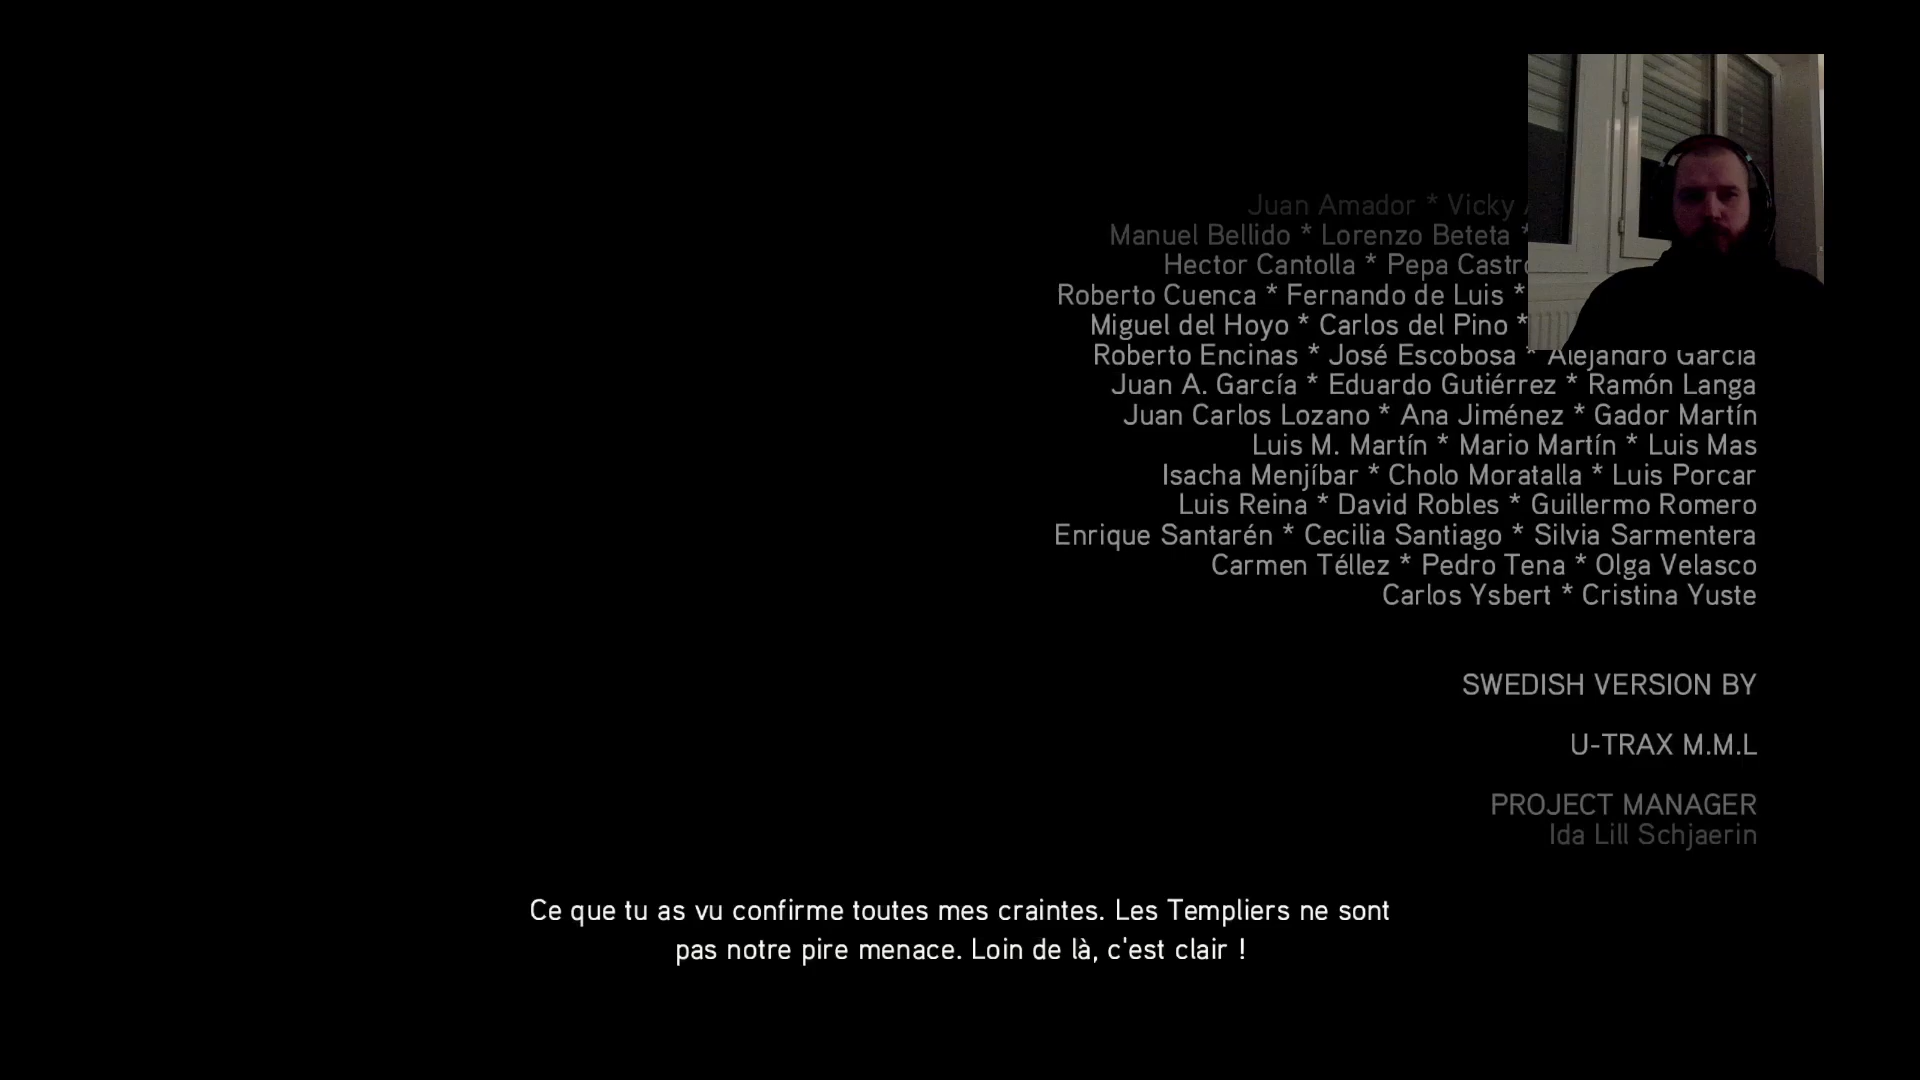 Juan Amador * Vicky
Manuel Bellido * Lorenzo Beteta *
Hector Cantolla * Pepa Castro
Roberto Cuenca * Fernando de Luis *
Miguel del Hoyo * Carlos del Pino *
Roberto Encinas * José Escobosa * Alejandro García
Juan A. García * Eduardo Gutiérrez * Ramón Langa
Juan Carlos Lozano * Ana Jiménez * Gador Martín
Luis M. Martín * Mario Martín * Luis Mas
Isacha Menjíbar * Cholo Moratalla * Luis Porcar
Luis Reina * David Robles * Guillermo Romero
Enrique Santarén * Cecilia Santiago * Silvia Sarmentera
Carmen Téllez * Pedro Tena * Olga Velasco
Carlos Ysbert * Cristina Yuste
SWEDISH VERSION BY
U-TRAX M.M.L
PROJECT MANAGER
Ida Lill Schjaerin
Ce que tu as vu confirme toutes mes craintes. Les Templiers ne sont
pas notre pire menace. Loin de là, c'est clair !